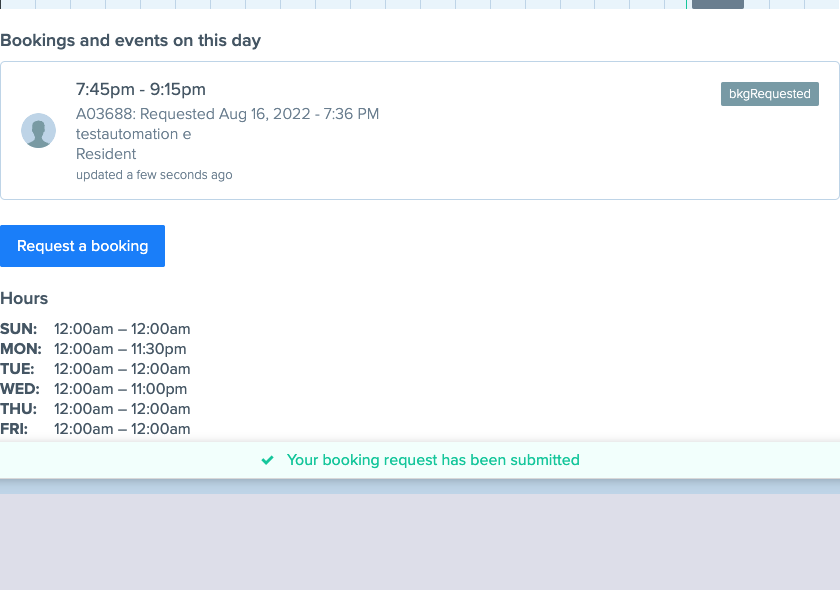 Bookings and events on this day
7:45pm - 9:15pm
bkgRequested
A03688: Requested Aug 16, 2022 - 7:36 PM
testautomation e
Resident
updated a few seconds ago
Request a booking
Hours
SUN: 12:00am – 12:00am
MON: 12:00am – 11:30pm
TUE: 12:00am – 12:00am
WED: 12:00am – 11:00pm
THU: 12:00am – 12:00am
FRI: 12:00am – 12:00am
Your booking request has been submitted